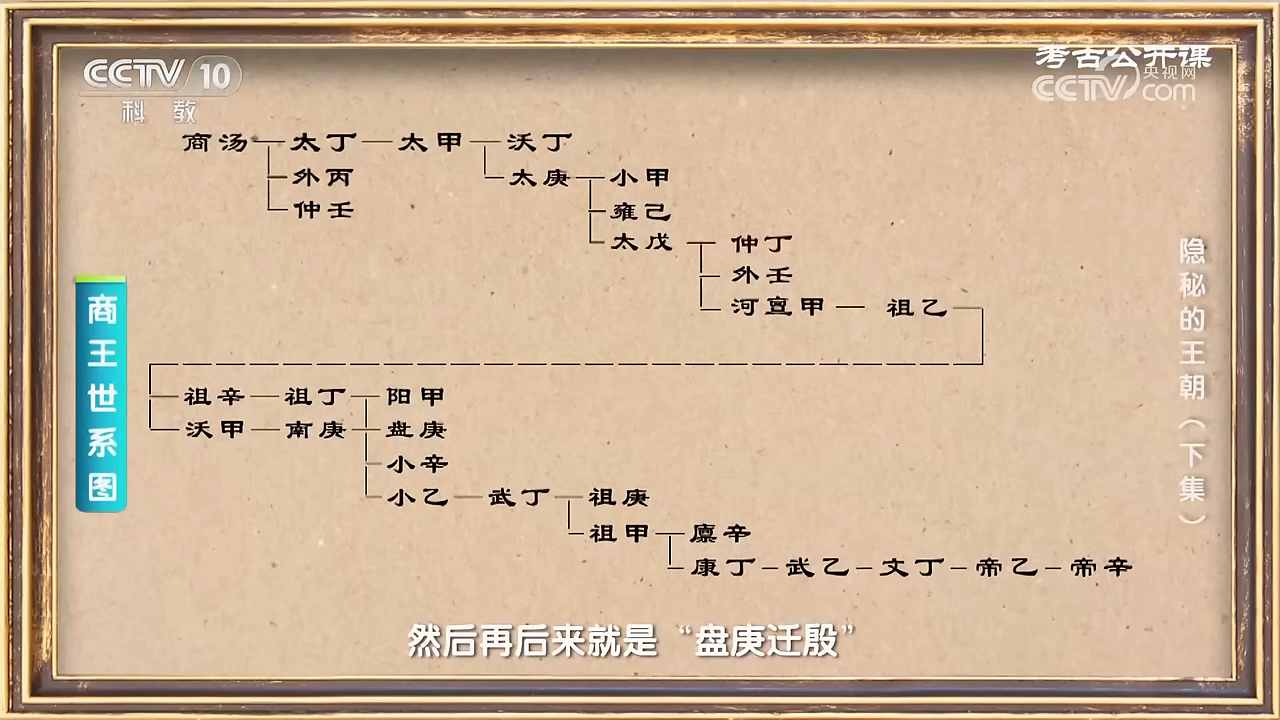 CCTV 10
科教
考古公开课
央视网
CCTV.com
商汤 太丁 太甲 沃丁
外丙 太庚 小甲
仲壬 雍己
太戊 仲丁
外壬
河亶甲 祖乙
祖辛 祖丁 阳甲
沃甲 南庚 盘庚
小辛
小乙 武丁 祖庚
祖甲 廪辛
康丁 武乙 文丁 帝乙 帝辛
商王世系图
隐秘的王朝（下集）
然后再后来就是“盘庚迁殷”